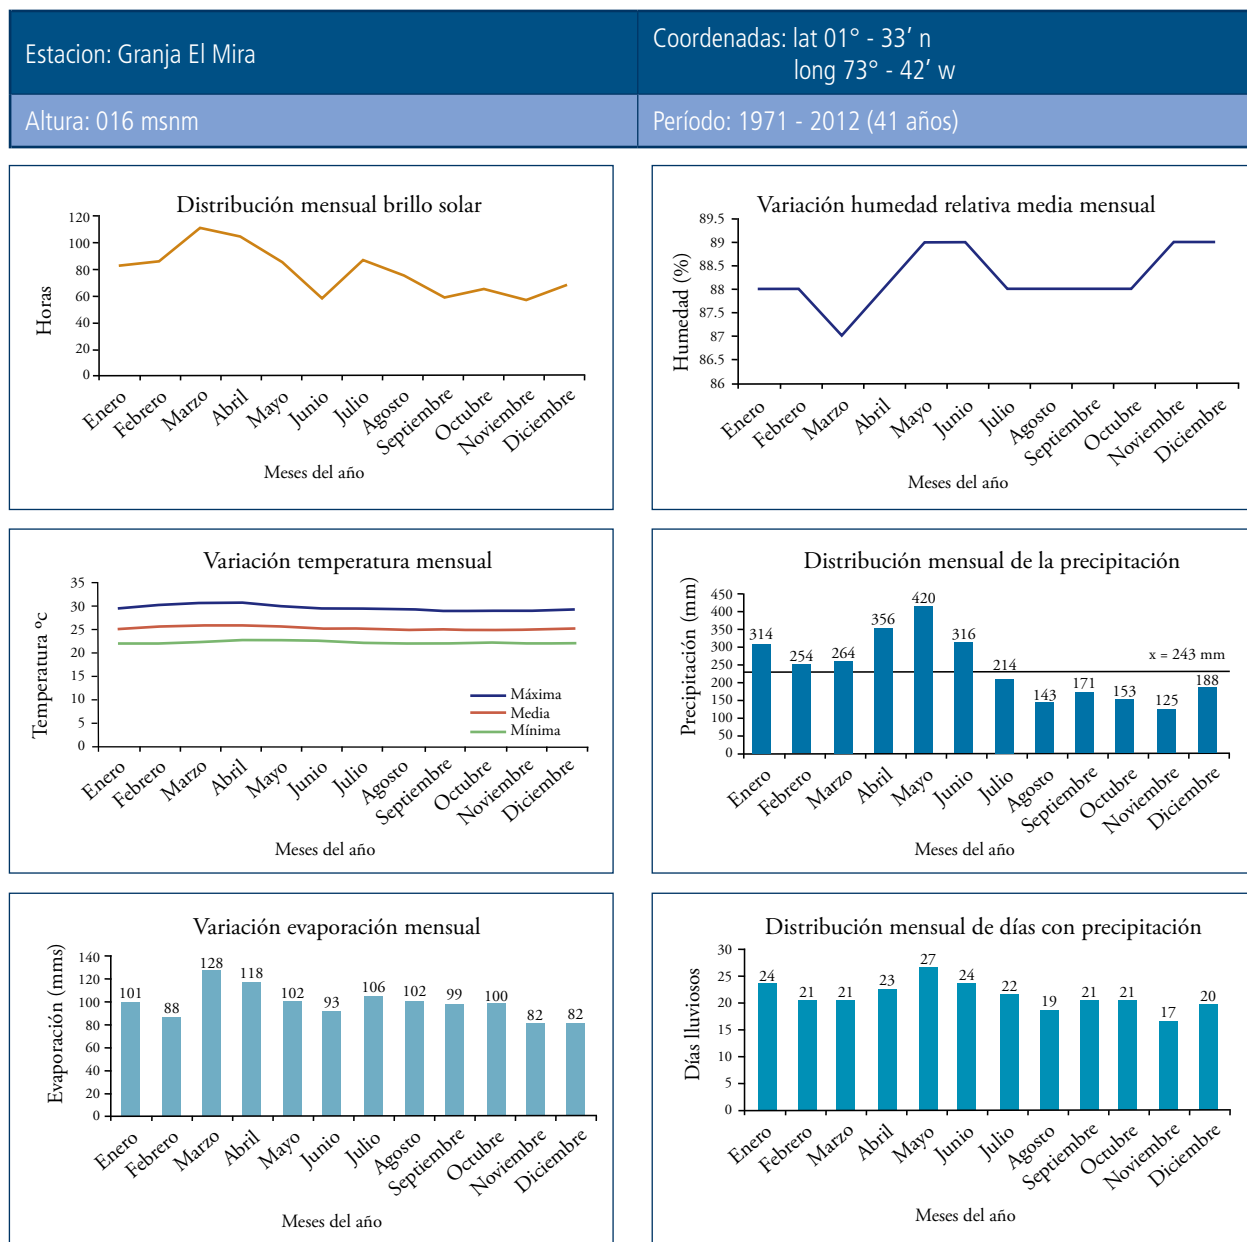 Estacion: Granja El Mira
Coordenadas: lat 01° - 33’ n
long 73° - 42’ w
Altura: 016 msnm
Período: 1971 - 2012 (41 años)
Distribución mensual brillo solar
Horas
120
100
80
60
40
20
0
Enero
Febrero
Marzo
Abril
Mayo
Junio
Julio
Agosto
Septiembre
Octubre
Noviembre
Diciembre
Meses del año
Variación humedad relativa media mensual
Humedad (%)
89.5
89
88.5
88
87.5
87
86.5
86
Enero
Febrero
Marzo
Abril
Mayo
Junio
Julio
Agosto
Septiembre
Octubre
Noviembre
Diciembre
Meses del año
Variación temperatura mensual
Temperatura ºc
35
30
25
20
15
10
5
0
Máxima
Media
Mínima
Enero
Febrero
Marzo
Abril
Mayo
Junio
Julio
Agosto
Septiembre
Octubre
Noviembre
Diciembre
Meses del año
Distribución mensual de la precipitación
Precipitación (mm)
450
400
350
300
250
200
150
100
50
0
314
254
264
356
420
316
214
143
171
153
125
188
x = 243 mm
Enero
Febrero
Marzo
Abril
Mayo
Junio
Julio
Agosto
Septiembre
Octubre
Noviembre
Diciembre
Meses del año
Variación evaporación mensual
Evaporación (mms)
140
120
100
80
60
40
20
0
101
88
128
118
102
93
106
102
99
100
82
82
Enero
Febrero
Marzo
Abril
Mayo
Junio
Julio
Agosto
Septiembre
Octubre
Noviembre
Diciembre
Meses del año
Distribución mensual de días con precipitación
Días lluviosos
30
25
20
15
10
5
0
24
21
21
23
27
24
22
19
21
21
17
20
Enero
Febrero
Marzo
Abril
Mayo
Junio
Julio
Agosto
Septiembre
Octubre
Noviembre
Diciembre
Meses del año